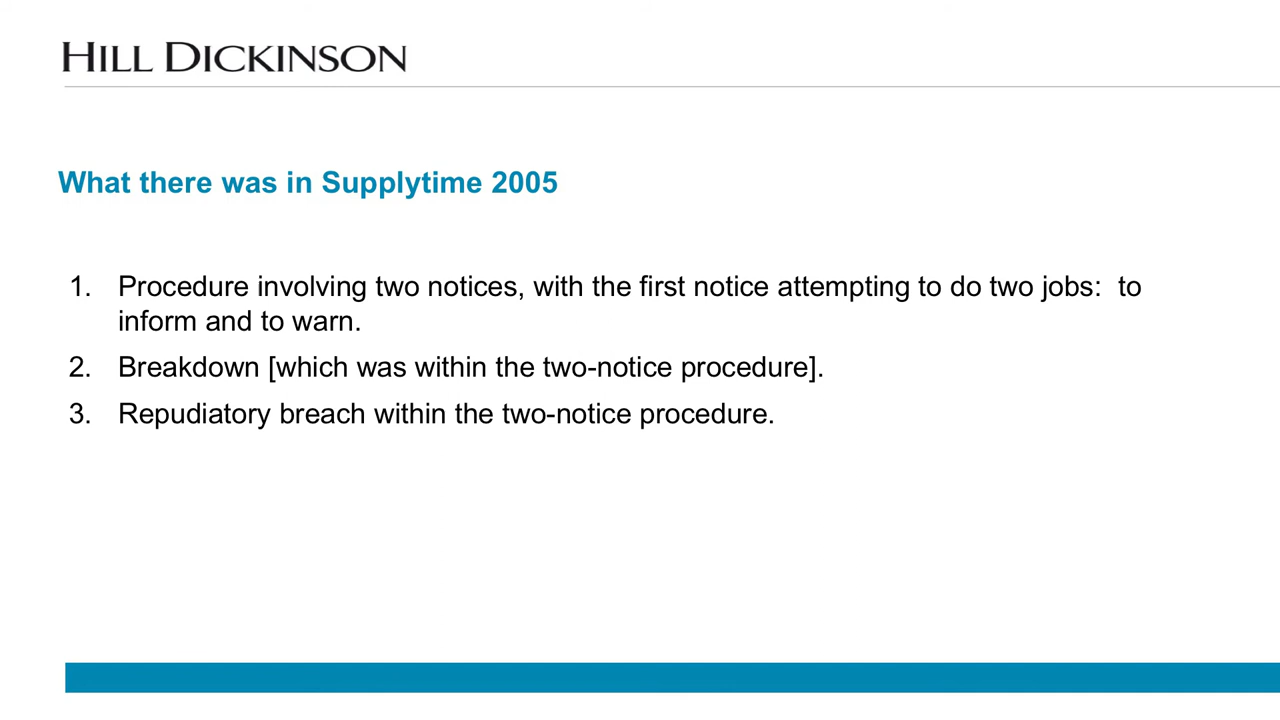 HILL DICKINSON
What there was in Supplytime 2005
1. Procedure involving two notices, with the first notice attempting to do two jobs:  to
inform and to warn.
2. Breakdown [which was within the two-notice procedure].
3. Repudiatory breach within the two-notice procedure.